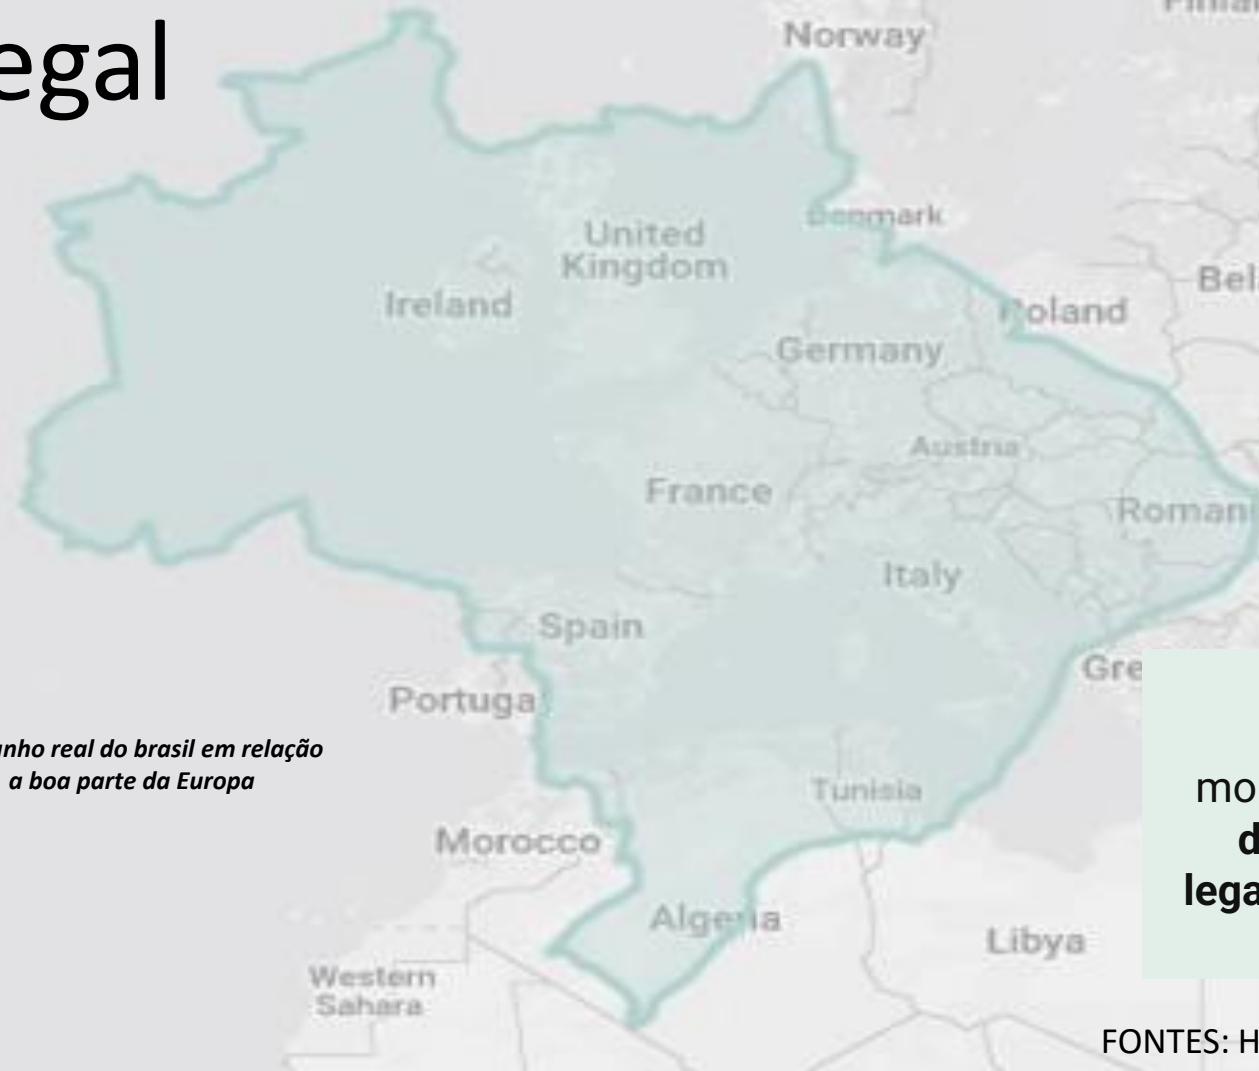 egal
Norway
Denmark
United
Kingdom
Ireland
Bel
Poland
Germany
Austria
France
Roman
Italy
Spain
Gre
Portuga
nho real do brasil em relação
a boa parte da Europa
Tunisia
mo
d
lega
Morocco
Algeria
Libya
Western
Sahara
FONTES: H